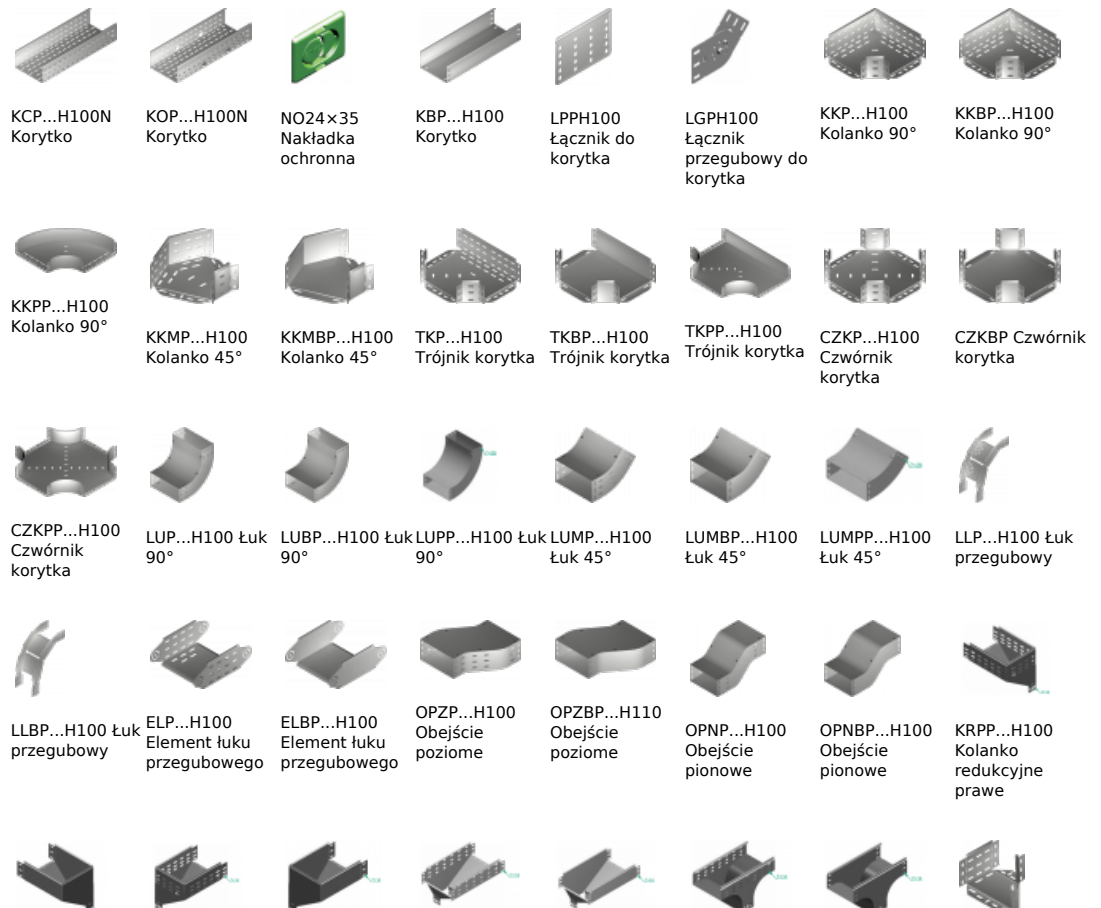 KCP...H100N
Korytko
KOP...H100N
Korytko
NO24×35
Nakładka
ochronna
KBP...H100
Korytko
LPPH100
Łącznik do
korytka
LGPH100
Łącznik
przegubowy do
korytka
KKP...H100
Kolanko 90°
KKBP...H100
Kolanko 90°
KKPP...H100
Kolanko 90°
KKMP...H100
Kolanko 45°
KKMBP...H100
Kolanko 45°
TKP...H100
Trójnik korytka
TKBP...H100
Trójnik korytka
TKPP...H100
Trójnik korytka
CZKP...H100
Czwórnik
korytka
CZKBP Czwórnik
korytka
CZKPP...H100
Czwórnik
korytka
LUP...H100 Łuk
90°
LUBP...H100 Łuk
90°
LUPP...H100 Łuk
90°
LUMP...H100
Łuk 45°
LUMBP...H100
Łuk 45°
LUMPP...H100
Łuk 45°
LLP...H100 Łuk
przegubowy
LLBP...H100 Łuk
przegubowy
ELP...H100
Element łuku
przegubowego
ELBP...H100
Element łuku
przegubowego
OPZP...H100
Obejście
poziome
OPZBP...H110
Obejście
poziome
OPNP...H100
Obejście
pionowe
OPNBP...H100
Obejście
pionowe
KRPP...H100
Kolanko
redukcyjne
prawe